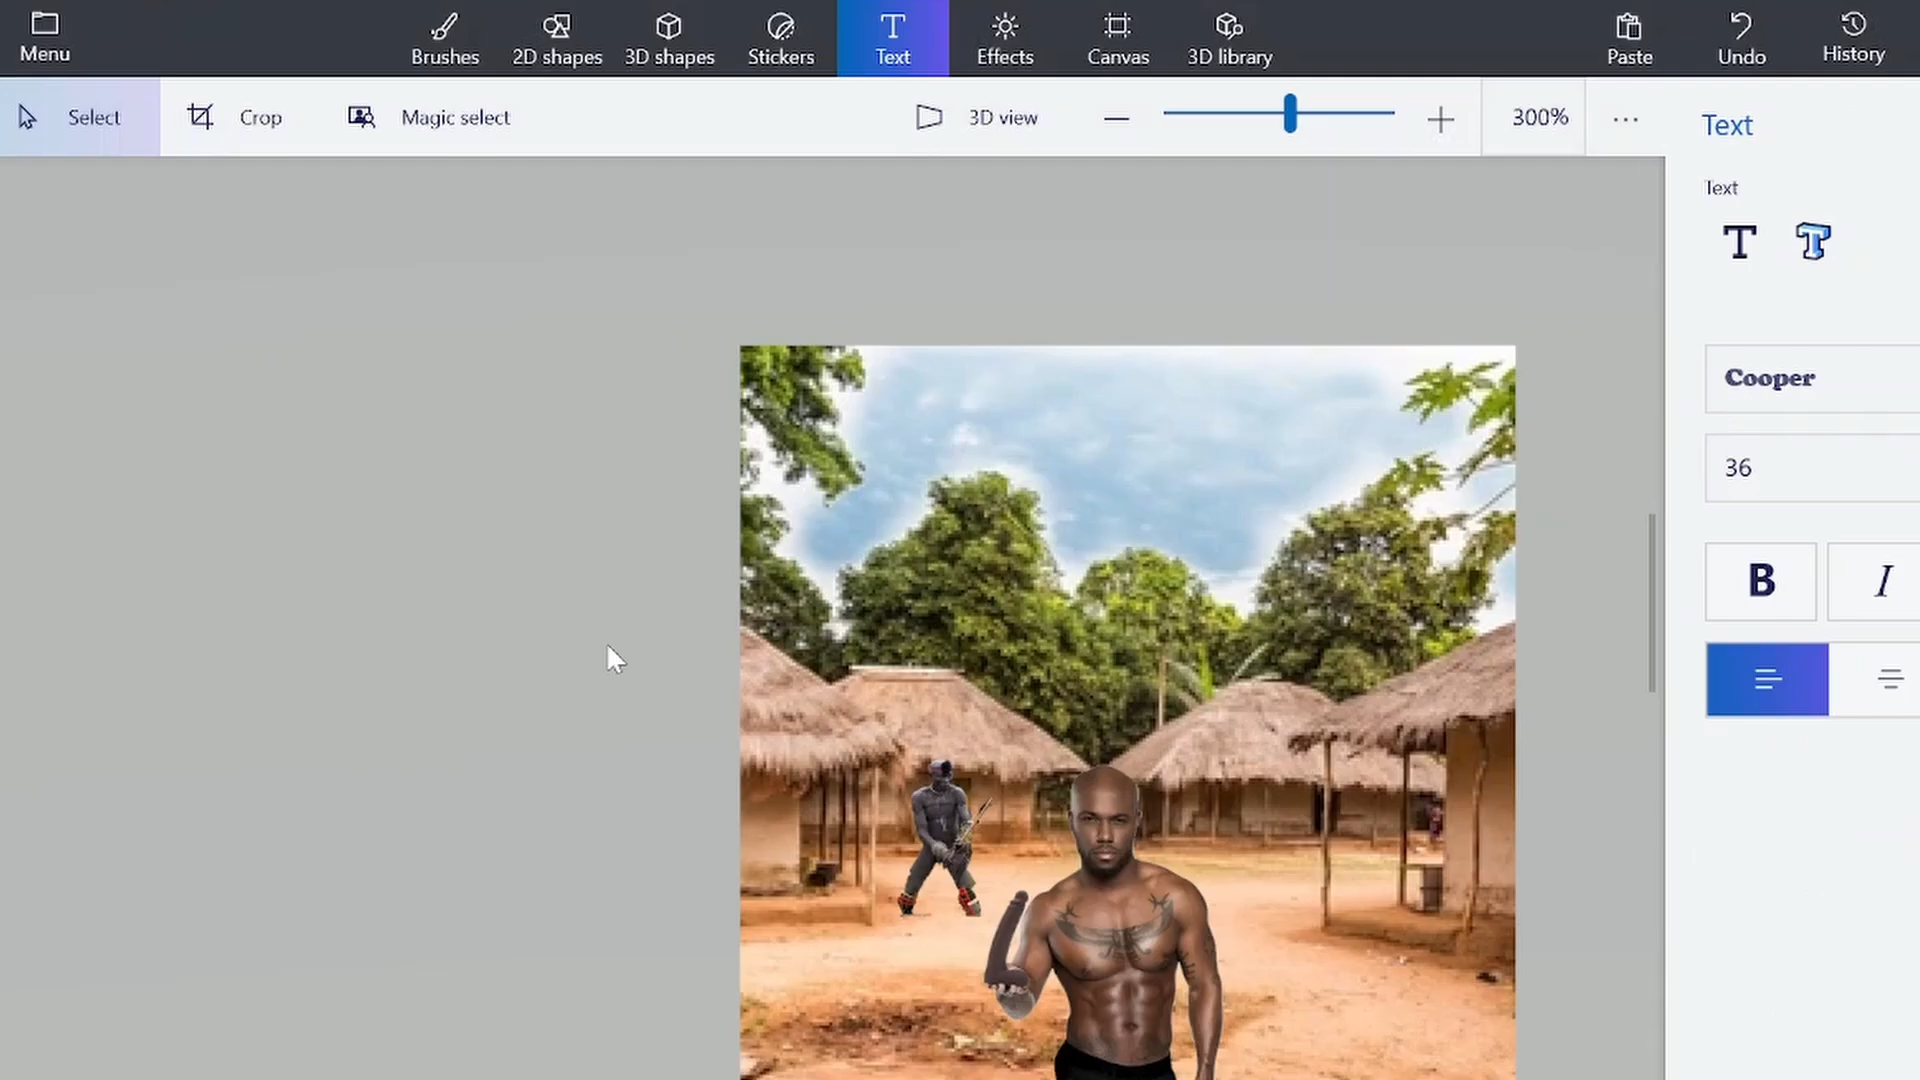 Menu
Brushes
2D shapes
3D shapes
Stickers
Text
Effects
Canvas
3D library
Paste
Undo
History
Select
Crop
Magic select
3D view
300%
Text
Text
T
T
Cooper
36
B
I